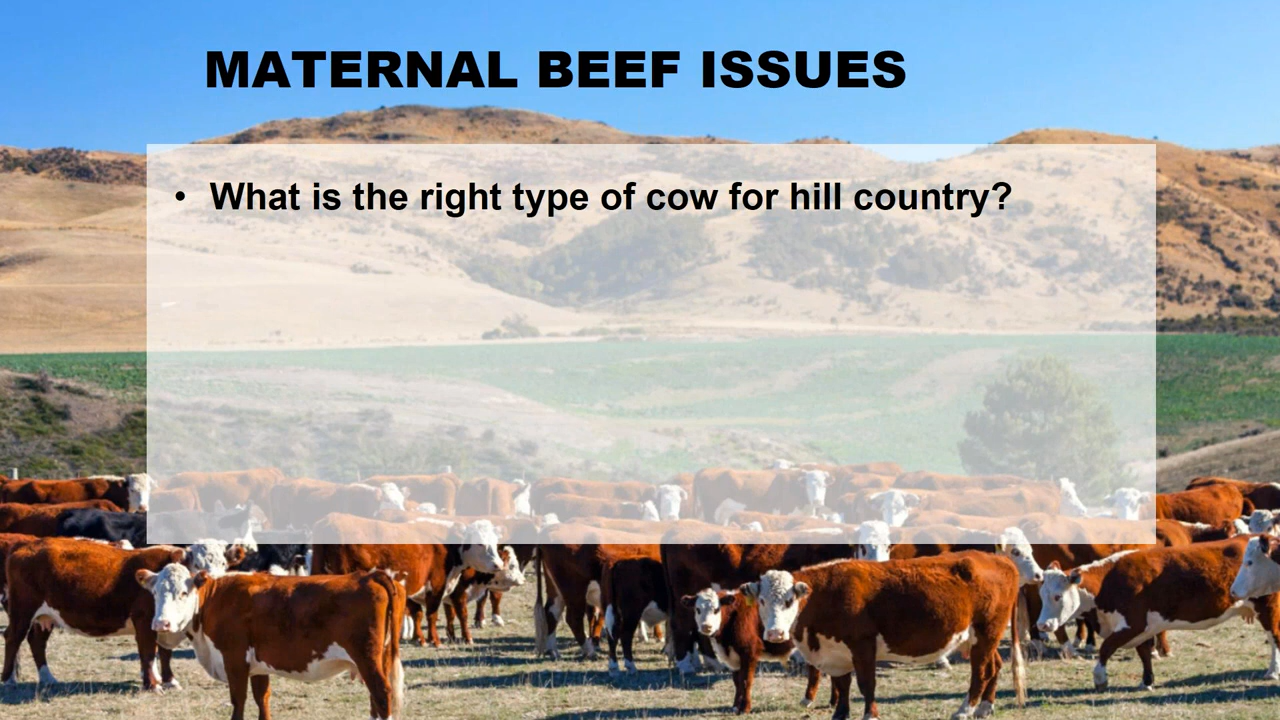 MATERNAL BEEF ISSUES
• What is the right type of cow for hill country?